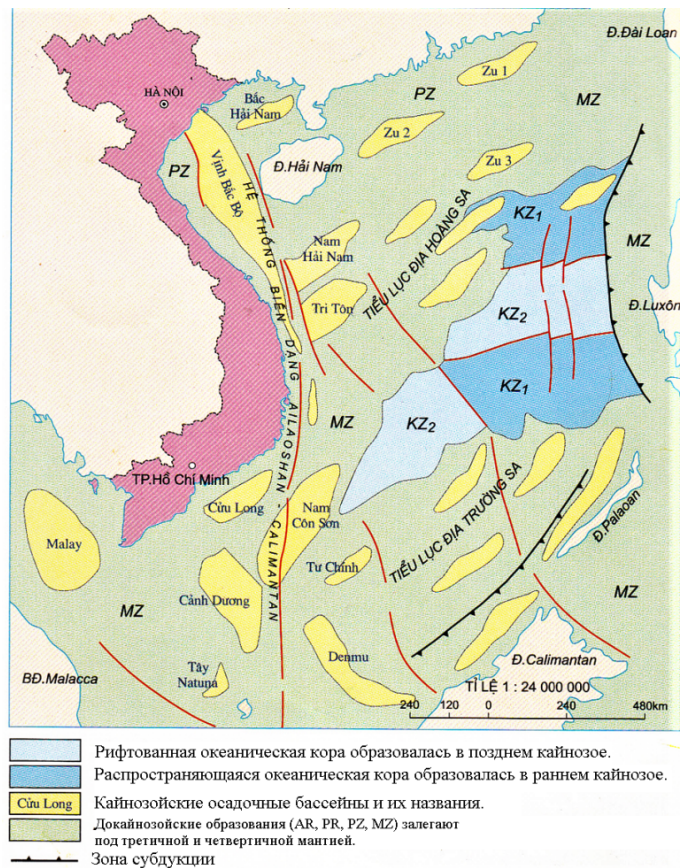 Đ.Đài Loan
Zu 1
HÀ NỘI
Bắc
Hải Nam
PZ
MZ
Zu 2
Zu 3
PZ
Vịnh Bắc Bộ
Đ.Hải Nam
KZ1
HỆ THỐNG BIẾN DẠNG AILAOSHAN - CALIMANTAN
Nam
Hải Nam
TIỂU LỤC ĐỊA HOÀNG SA
MZ
Tri Tôn
KZ2
Đ.Luxôn
KZ1
MZ
KZ2
TP.Hồ Chí Minh
Cửu Long
Nam
Côn Sơn
TIỂU LỤC ĐỊA TRƯỜNG SA
Đ.Palaoan
Malay
Tư Chính
MZ
Cảnh Dương
MZ
Denmu
Đ.Calimantan
BĐ.Malacca
Tây
Natuna
TỈ LỆ 1 : 24 000 000
240 120 0 240 480km
Рифтованная океаническая кора образовалась в позднем кайнозое.
Распространяющаяся океаническая кора образовалась в раннем кайнозое.
Cửu Long Кайнозойские осадочные бассейны и их названия.
Докайнозойские образования (AR, PR, PZ, MZ) залегают
под третичной и четвертичной мантией.
Зона субдукции